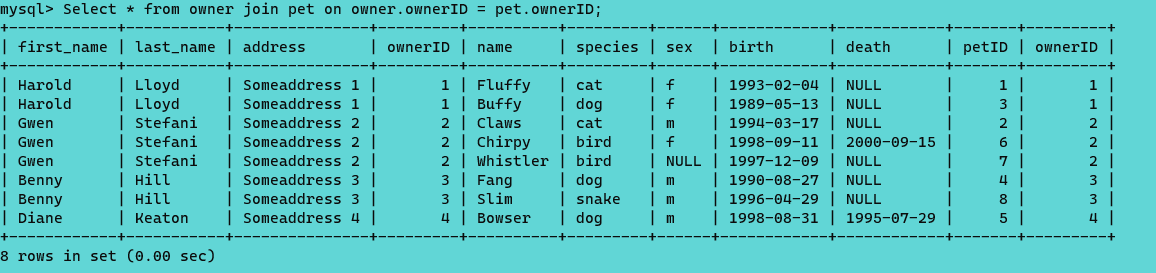 mysql> Select * from owner join pet on owner.ownerID = pet.ownerID;
+------------+-----------+---------------+---------+----------+---------+------+------------+------------+-------+---------+
| first_name | last_name | address       | ownerID | name     | species | sex  | birth      | death      | petID | ownerID |
+------------+-----------+---------------+---------+----------+---------+------+------------+------------+-------+---------+
| Harold     | Lloyd     | Someaddress 1 |       1 | Fluffy   | cat     | f    | 1993-02-04 | NULL       |     1 |       1 |
| Harold     | Lloyd     | Someaddress 1 |       1 | Buffy    | dog     | f    | 1989-05-13 | NULL       |     3 |       1 |
| Gwen       | Stefani   | Someaddress 2 |       2 | Claws    | cat     | m    | 1994-03-17 | NULL       |     2 |       2 |
| Gwen       | Stefani   | Someaddress 2 |       2 | Chirpy   | bird    | f    | 1998-09-11 | 2000-09-15 |     6 |       2 |
| Gwen       | Stefani   | Someaddress 2 |       2 | Whistler | bird    | NULL | 1997-12-09 | NULL       |     7 |       2 |
| Benny      | Hill      | Someaddress 3 |       3 | Fang     | dog     | m    | 1990-08-27 | NULL       |     4 |       3 |
| Benny      | Hill      | Someaddress 3 |       3 | Slim     | snake   | m    | 1996-04-29 | NULL       |     8 |       3 |
| Diane      | Keaton    | Someaddress 4 |       4 | Bowser   | dog     | m    | 1998-08-31 | 1995-07-29 |     5 |       4 |
+------------+-----------+---------------+---------+----------+---------+------+------------+------------+-------+---------+
8 rows in set (0.00 sec)